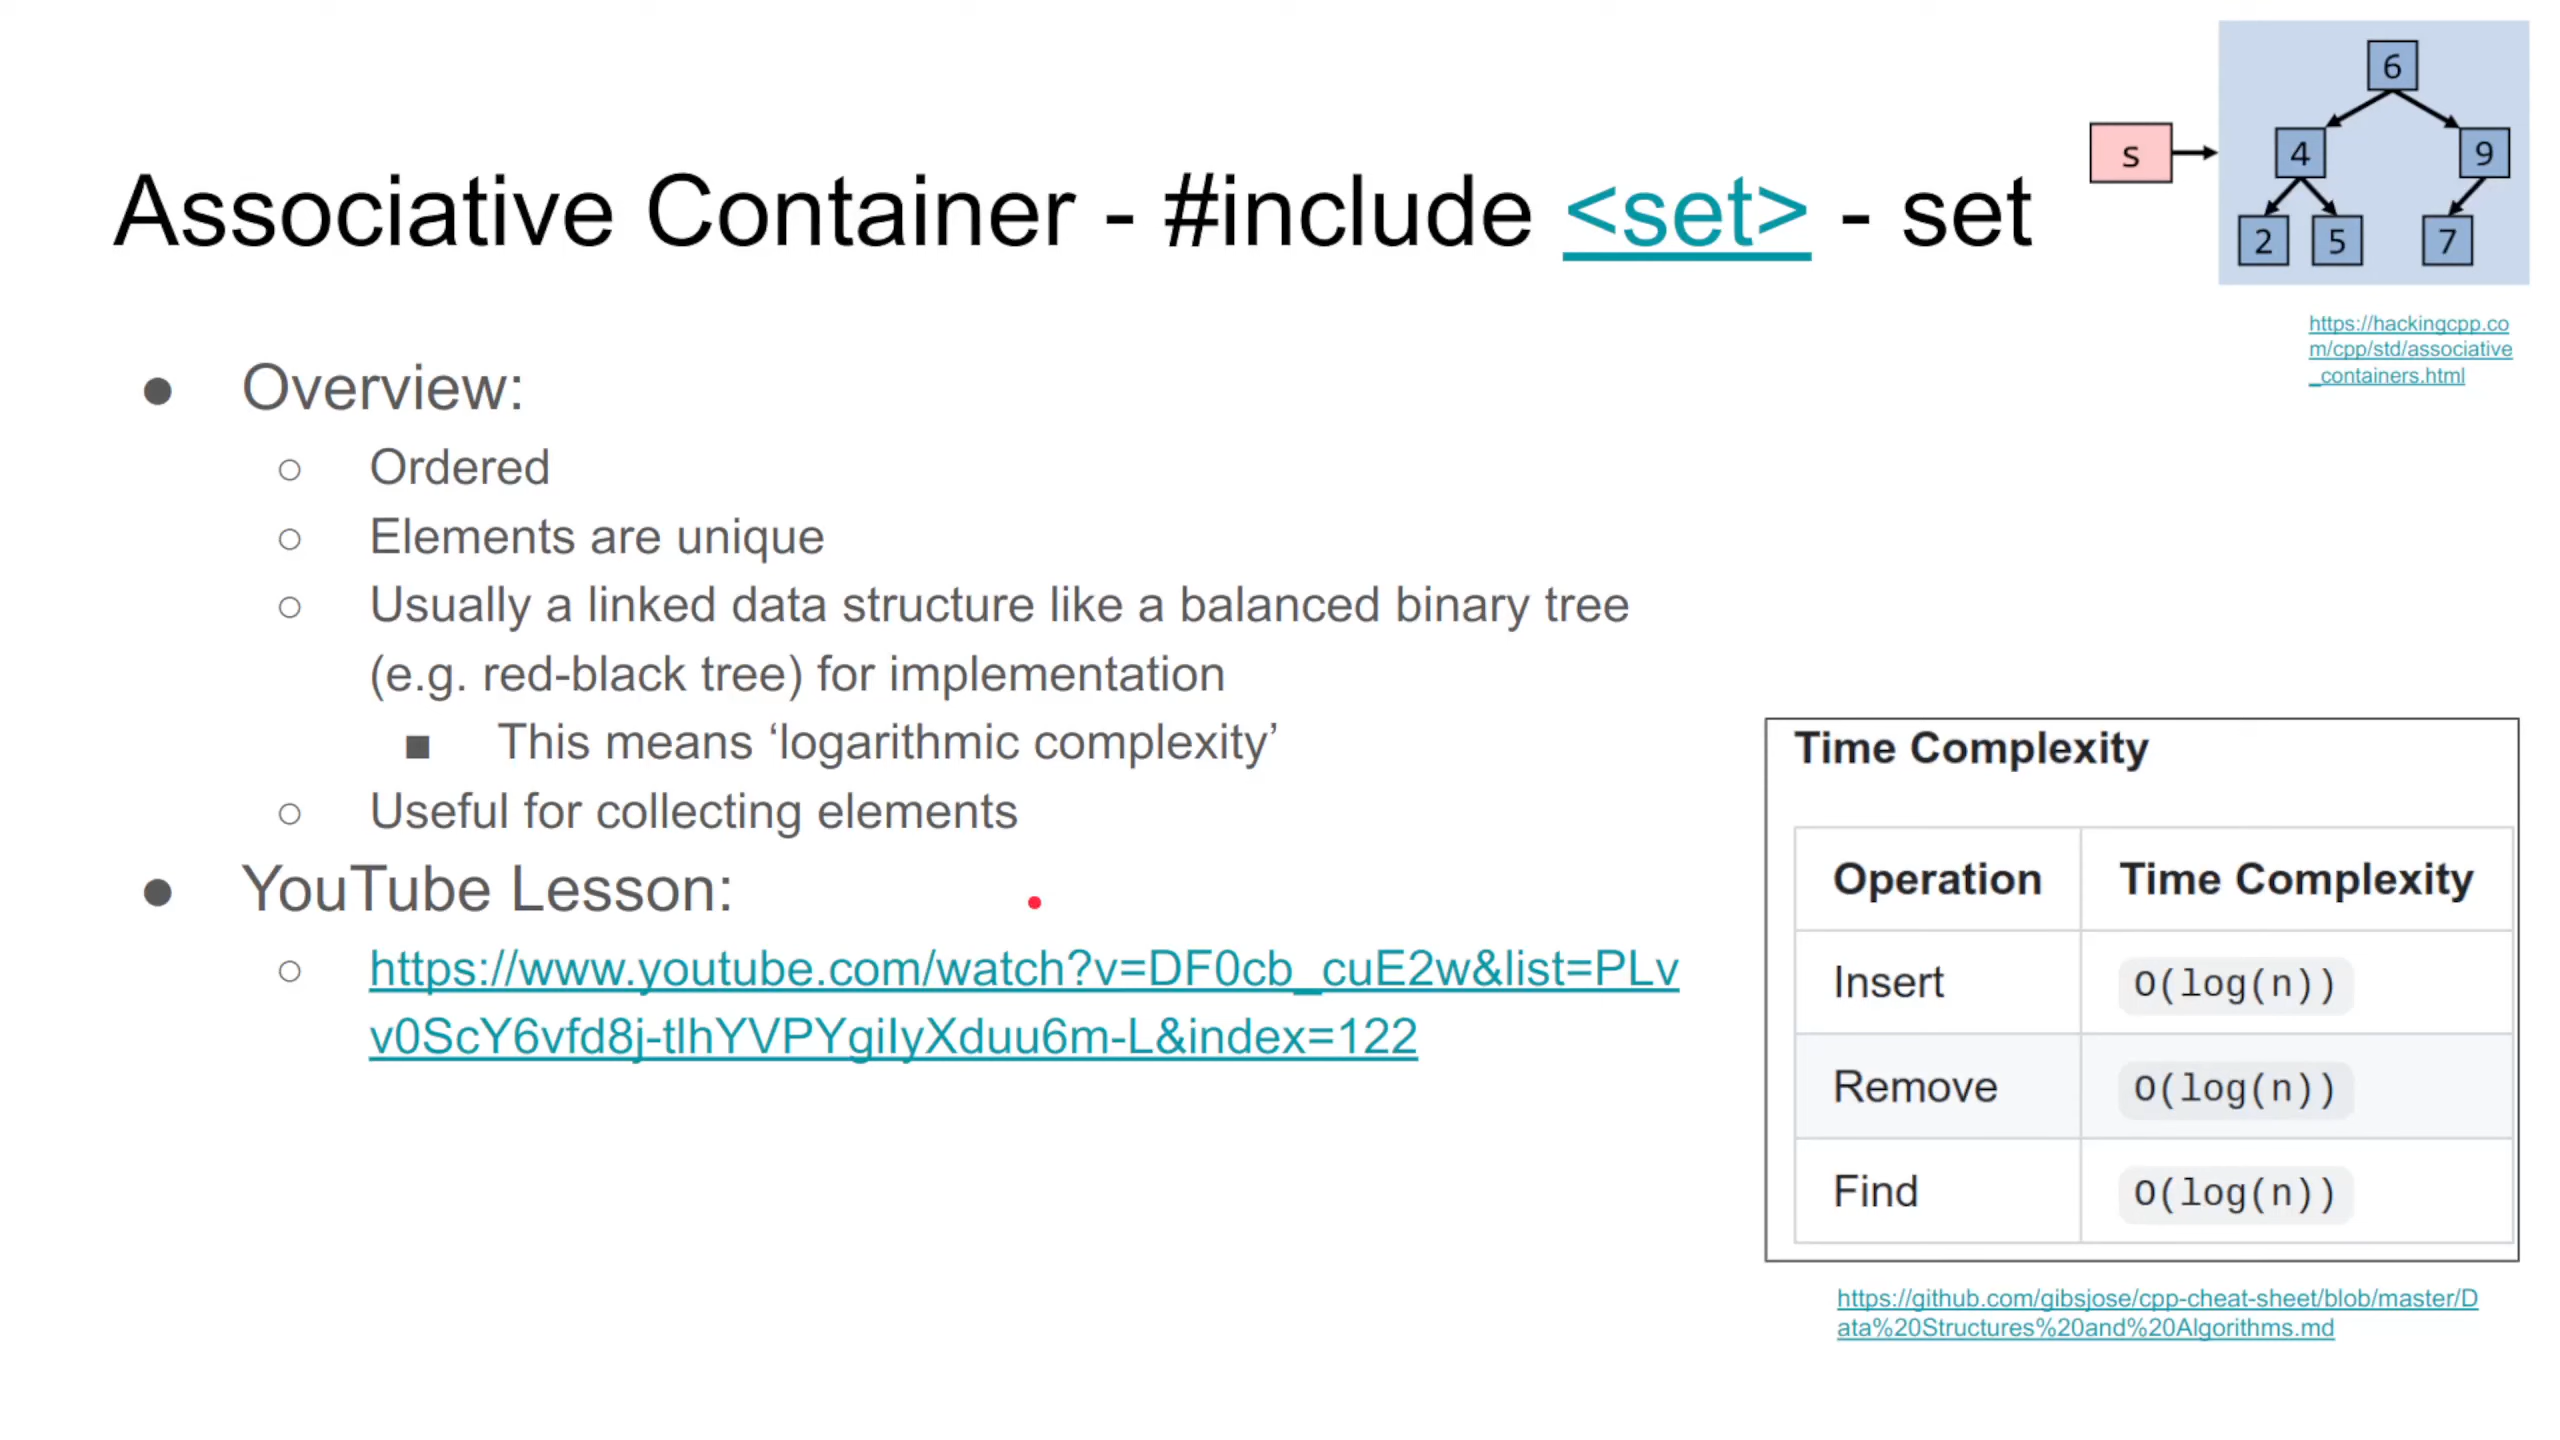 6
s
4
9
2
5
7
Associative Container - #include <set> - set
https://hackingcpp.co
m/cpp/std/associative
_containers.html
● Overview:
○ Ordered
○ Elements are unique
○ Usually a linked data structure like a balanced binary tree
(e.g. red-black tree) for implementation
■ This means ‘logarithmic complexity’
○ Useful for collecting elements
● YouTube Lesson:
○ https://www.youtube.com/watch?v=DF0cb_cuE2w&list=PLv
v0ScY6vfd8j-tlhYVPYgiIyXduu6m-L&index=122
Time Complexity
Operation Time Complexity
Insert O(log(n))
Remove O(log(n))
Find O(log(n))
https://github.com/gibsjose/cpp-cheat-sheet/blob/master/D
ata%20Structures%20and%20Algorithms.md